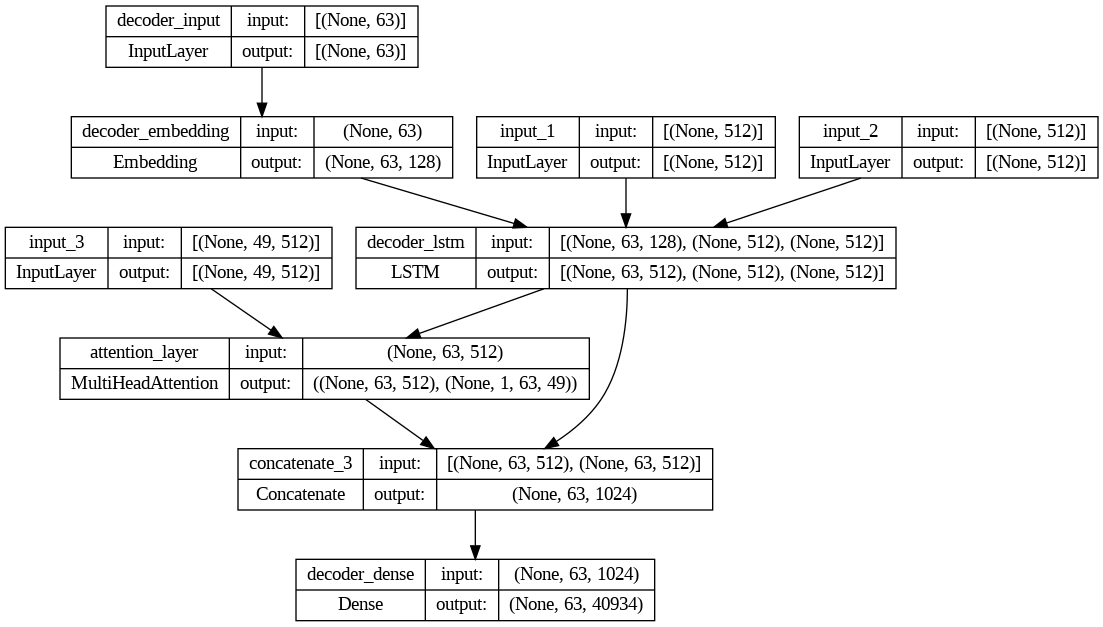 decoder_input input: [(None, 63)]
InputLayer output: [(None, 63)]
decoder_embedding input: (None, 63)
Embedding output: (None, 63, 128)
input_1 input: [(None, 512)]
InputLayer output: [(None, 512)]
input_2 input: [(None, 512)]
InputLayer output: [(None, 512)]
input_3 input: [(None, 49, 512)]
InputLayer output: [(None, 49, 512)]
decoder_lstm input: [(None, 63, 128), (None, 512), (None, 512)]
LSTM output: [(None, 63, 512), (None, 512), (None, 512)]
attention_layer input: (None, 63, 512)
MultiHeadAttention output: ((None, 63, 512), (None, 1, 63, 49))
concatenate_3 input: [(None, 63, 512), (None, 63, 512)]
Concatenate output: (None, 63, 1024)
decoder_dense input: (None, 63, 1024)
Dense output: (None, 63, 40934)